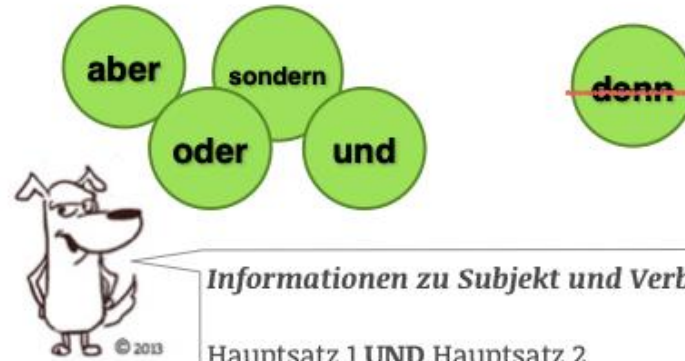 aber
sondern
denn
oder
und
Informationen zu Subjekt und Verb
© 2013
Hauptsatz 1 UND Hauptsatz 2